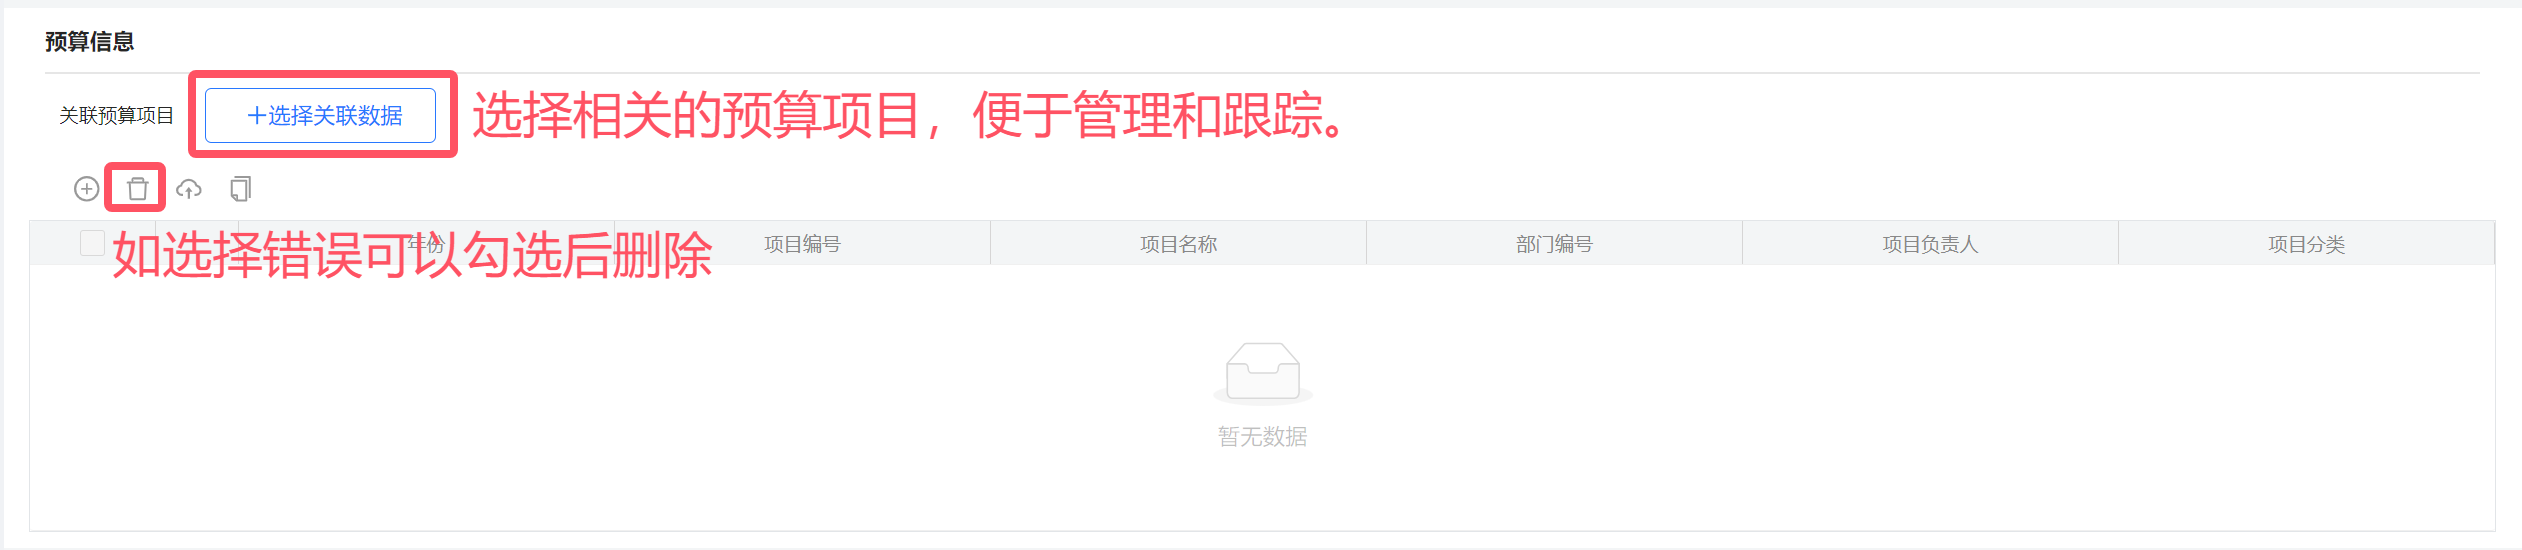 预算信息
关联预算项目
+选择关联数据
选择相关的预算项目，便于管理和跟踪。
如选择错误可以勾选后删除
年份
项目编号
项目名称
部门编号
项目负责人
项目分类
暂无数据